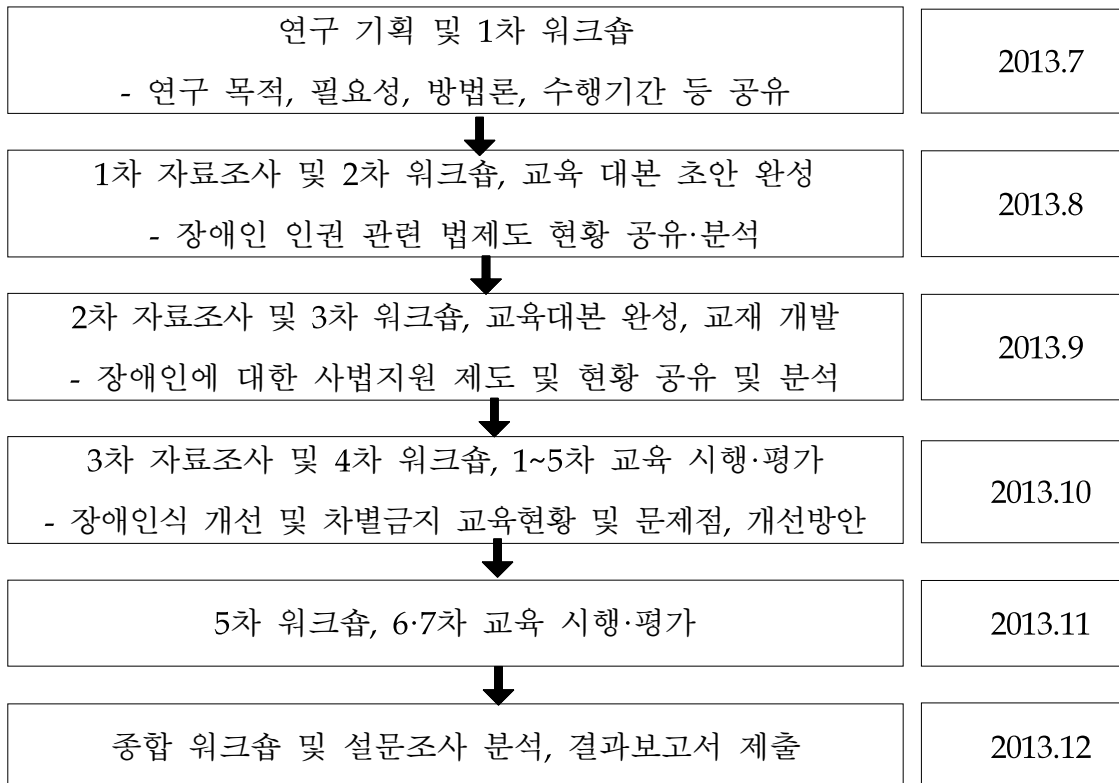 연구 기획 및 1차 워크숍
- 연구 목적, 필요성, 방법론, 수행기간 등 공유
2013.7
1차 자료조사 및 2차 워크숍, 교육 대본 초안 완성
- 장애인 인권 관련 법제도 현황 공유·분석
2013.8
2차 자료조사 및 3차 워크숍, 교육대본 완성, 교재 개발
- 장애인에 대한 사법지원 제도 및 현황 공유 및 분석
2013.9
3차 자료조사 및 4차 워크숍, 1~5차 교육 시행·평가
- 장애인식 개선 및 차별금지 교육현황 및 문제점, 개선방안
2013.10
5차 워크숍, 6·7차 교육 시행·평가
2013.11
종합 워크숍 및 설문조사 분석, 결과보고서 제출
2013.12